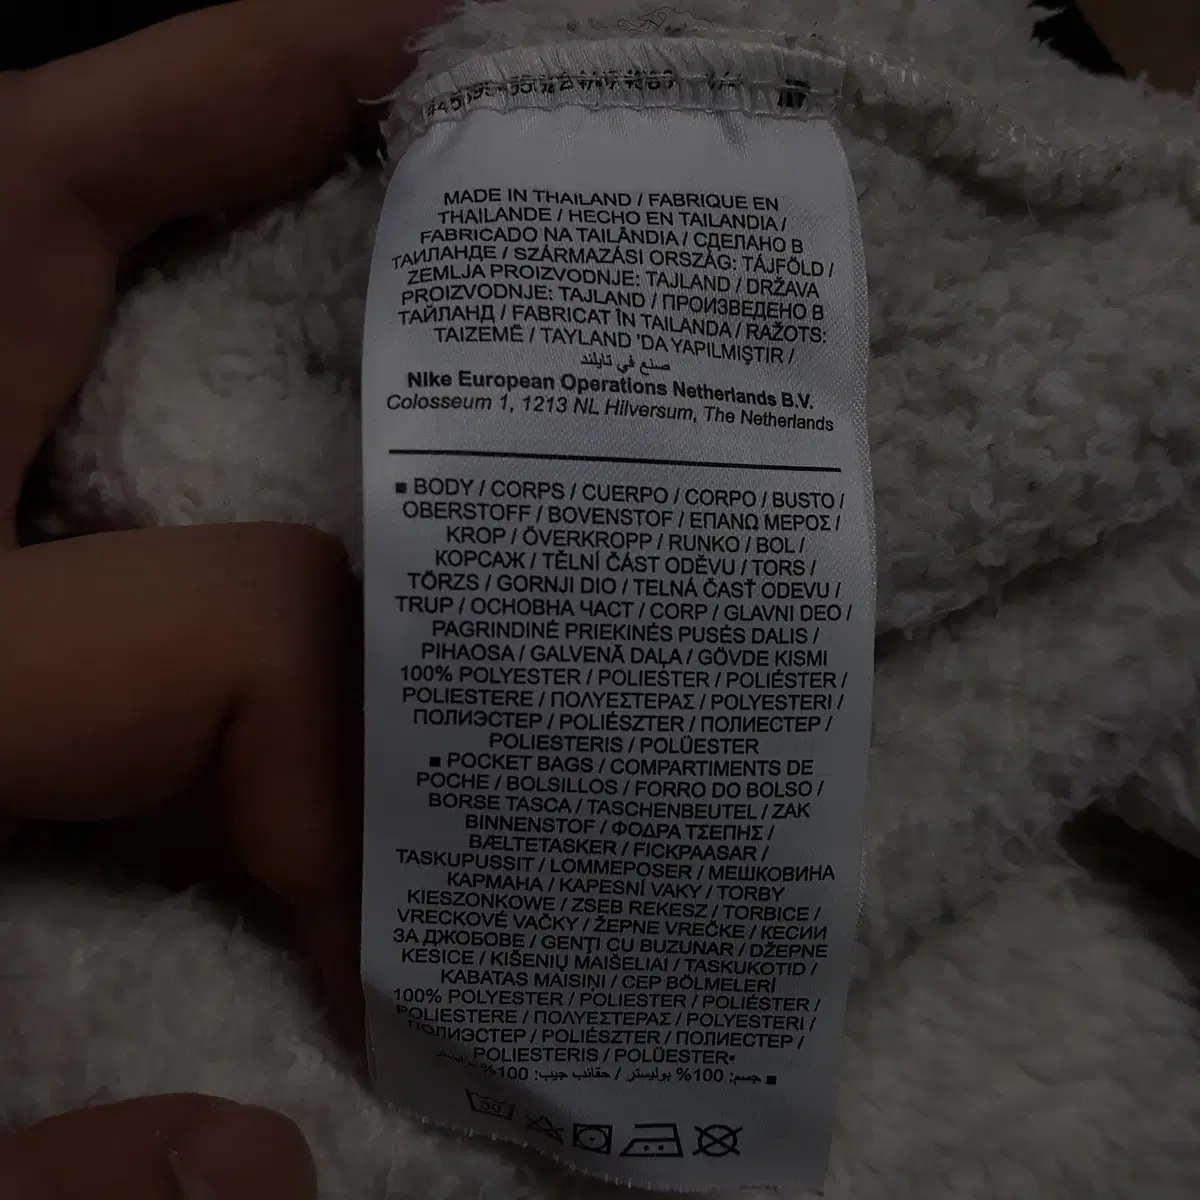 MADE IN THAILAND / FABRIQUE EN
THAILANDE / HECHO EN TAILANDIA /
FABRICADO NA TAILÂNDIA / СДЕЛАНО В
ТАИЛАНДЕ / SZÁRMAZÁSI ORSZÁG: TÁJFÖLD /
ZEMLJA PROIZVODNJE: TAJLAND / DRŽAVA
PROIZVODNJE: TAJLAND / ПРОИЗВЕДЕНО В
ТАЙЛАНД / FABRICAT ÎN TAILANDA / RAŽOTS:
TAIZEMĒ / TAYLAND 'DA YAPILMIŞTIR /
صنع في تايلند
Nike European Operations Netherlands B.V.
Colosseum 1, 1213 NL Hilversum, The Netherlands
■ BODY / CORPS / CUERPO / CORPO / BUSTO /
OBERSTOFF / BOVENSTOF / ΕΠΑΝΩ ΜΕΡΟΣ /
KROP / ÖVERKROPP / RUNKO / BOL /
КОРСАЖ / TĚLNÍ ČÁST ODĚVU / TORS /
TÖRZS / GORNJI DIO / TELNÁ ČASŤ ODEVU /
TRUP / ОСНОВНА ЧАСТ / CORP / GLAVNI DEO /
PAGRINDINĖ PRIEKINĖS PUSĖS DALIS /
PIHAOSA / GALVENĀ DAĻA / GÖVDE KISMI
100% POLYESTER / POLIESTER / POLIÉSTER /
POLIESTERE / ΠΟΛΥΕΣΤΕΡΑΣ / POLYESTERI /
ПОЛИЭСТЕР / POLIÉSZTER / ПОЛИЕСТЕР /
POLIESTERIS / POLÜESTER
■ POCKET BAGS / COMPARTIMENTS DE
POCHE / BOLSILLOS / FORRO DO BOLSO /
BORSE TASCA / TASCHENBEUTEL / ZAK
BINNENSTOF / ΦΟΔΡΑ ΤΣΕΠΗΣ /
BÆLTETASKER / FICKPAASAR /
TASKUPUSSIT / LOMMEPOSER / МЕШКОВИНА
КАРМАНА / KAPESNÍ VAKY / TORBY
KIESZONKOWE / ZSEB REKESZ / TORBICE /
VRECKOVÉ VAČKY / ŽEPNE VREČKE / КЕСИИ
ЗА ДЖОБОВЕ / GENŢI CU BUZUNAR / DŽEPNE
KESICE / KIŠENIŲ MAIŠELIAI / TASKUKOTID /
KABATAS MAISIŅI / CEP BÖLMELERİ
100% POLYESTER / POLIESTER / POLIÉSTER /
POLIESTERE / ΠΟΛΥΕΣΤΕΡΑΣ / POLYESTERI /
ПОЛИЭСТЕР / POLIÉSZTER / ПОЛИЕСТЕР /
POLIESTERIS / POLÜESTER•
■ جسم: 100% بوليستر / حقائب جيب: 100%
30